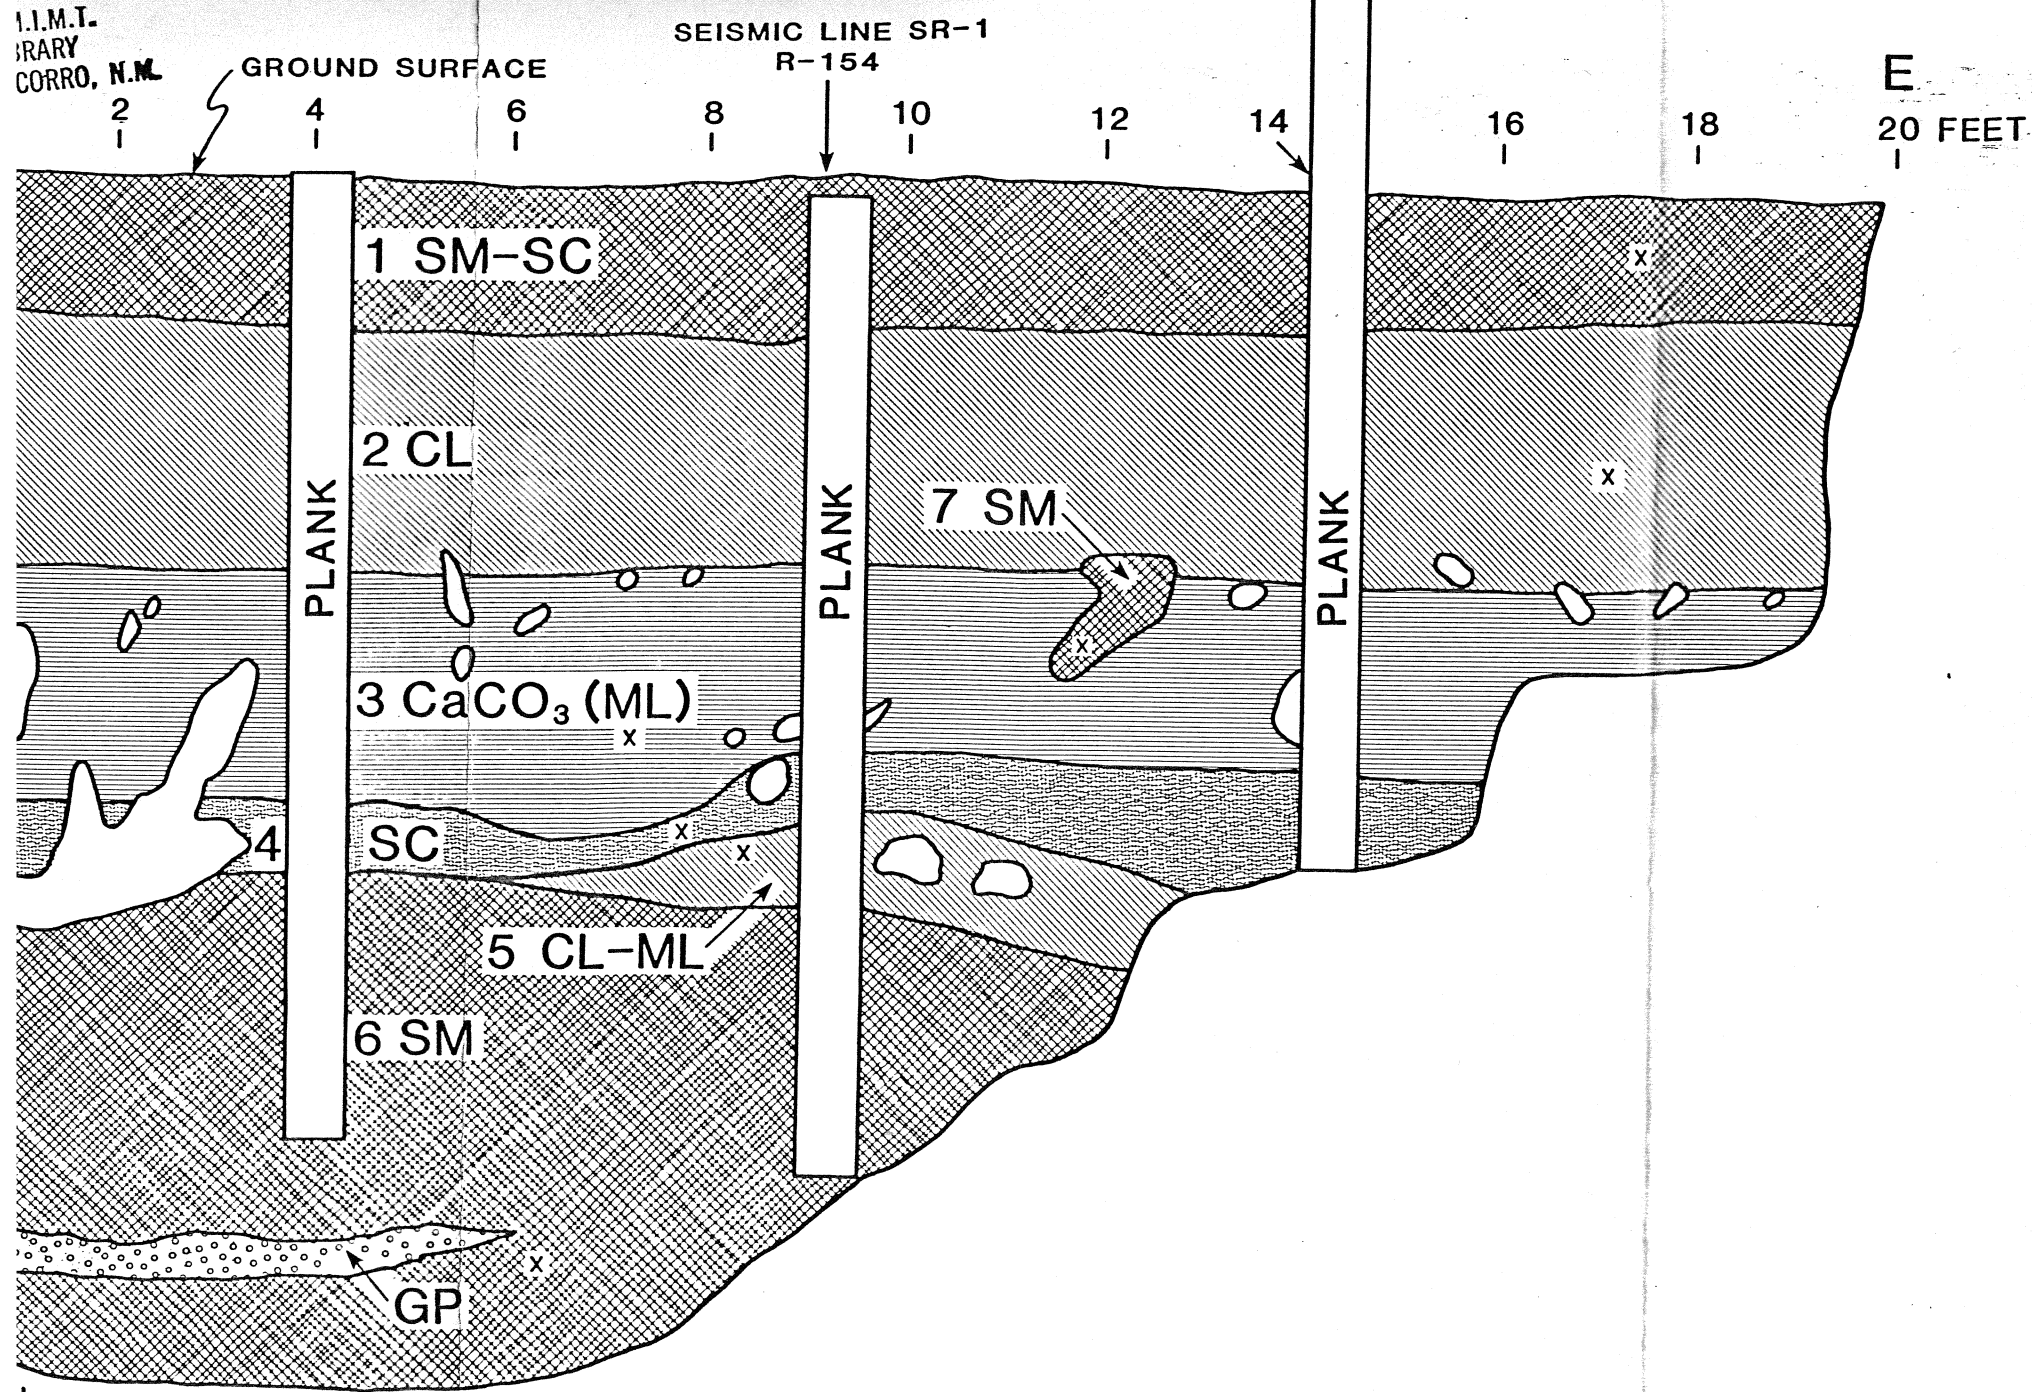 SEISMIC LINE SR-1
R-154
I.I.M.T.
RARY
CORRO, N.M.
GROUND SURFACE
E
2 4 6 8 10 12 14 16 18 20 FEET
1 SM-SC
x
2 CL
x
PLANK
PLANK
PLANK
7 SM
x
3 CaCO₃ (ML)
x
4 SC
x
x
5 CL-ML
6 SM
x
GP